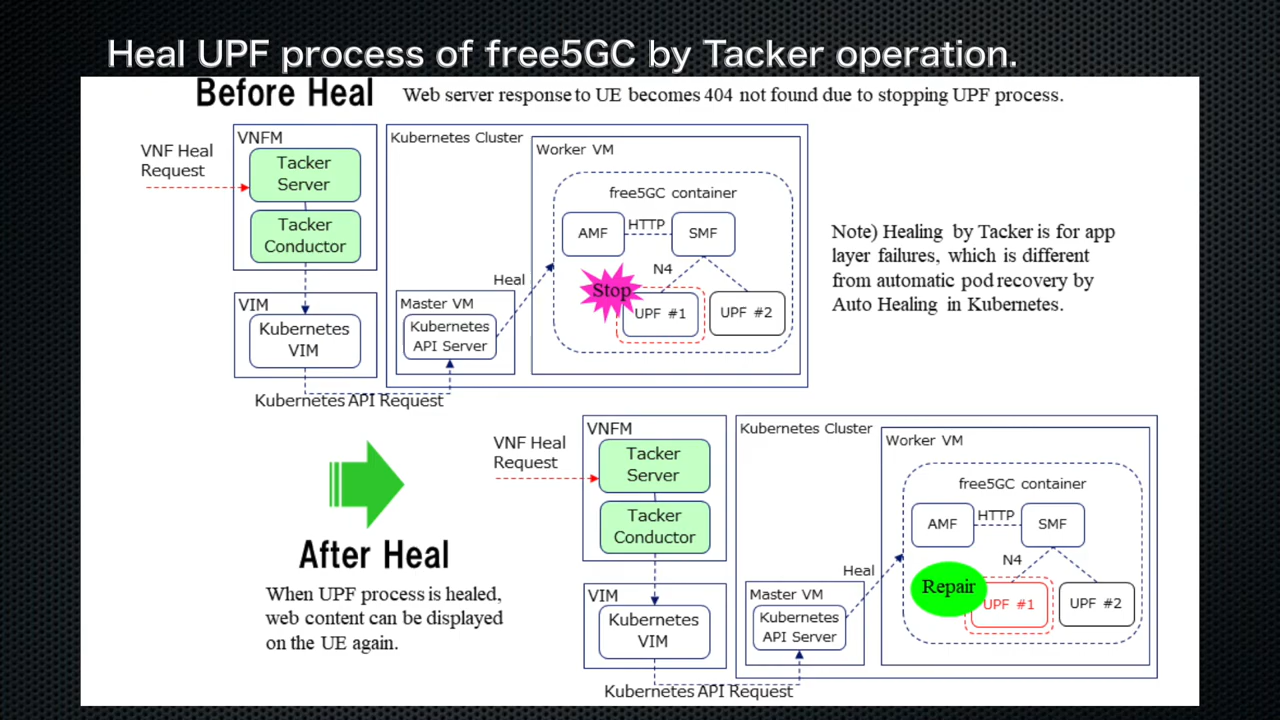 Heal UPF process of free5GC by Tacker operation.
Before Heal
Web server response to UE becomes 404 not found due to stopping UPF process.
VNF Heal
Request
VNFM
Tacker
Server
Tacker
Conductor
VIM
Kubernetes
VIM
Kubernetes API Request
Kubernetes Cluster
Master VM
Kubernetes
API Server
Heal
Worker VM
free5GC container
AMF
HTTP
SMF
N4
Stop
UPF #1
UPF #2
Note) Healing by Tacker is for app
layer failures, which is different
from automatic pod recovery by
Auto Healing in Kubernetes.
After Heal
When UPF process is healed,
web content can be displayed
on the UE again.
VNF Heal
Request
VNFM
Tacker
Server
Tacker
Conductor
VIM
Kubernetes
VIM
Kubernetes API Request
Kubernetes Cluster
Master VM
Kubernetes
API Server
Heal
Worker VM
free5GC container
AMF
HTTP
SMF
N4
Repair
UPF #1
UPF #2